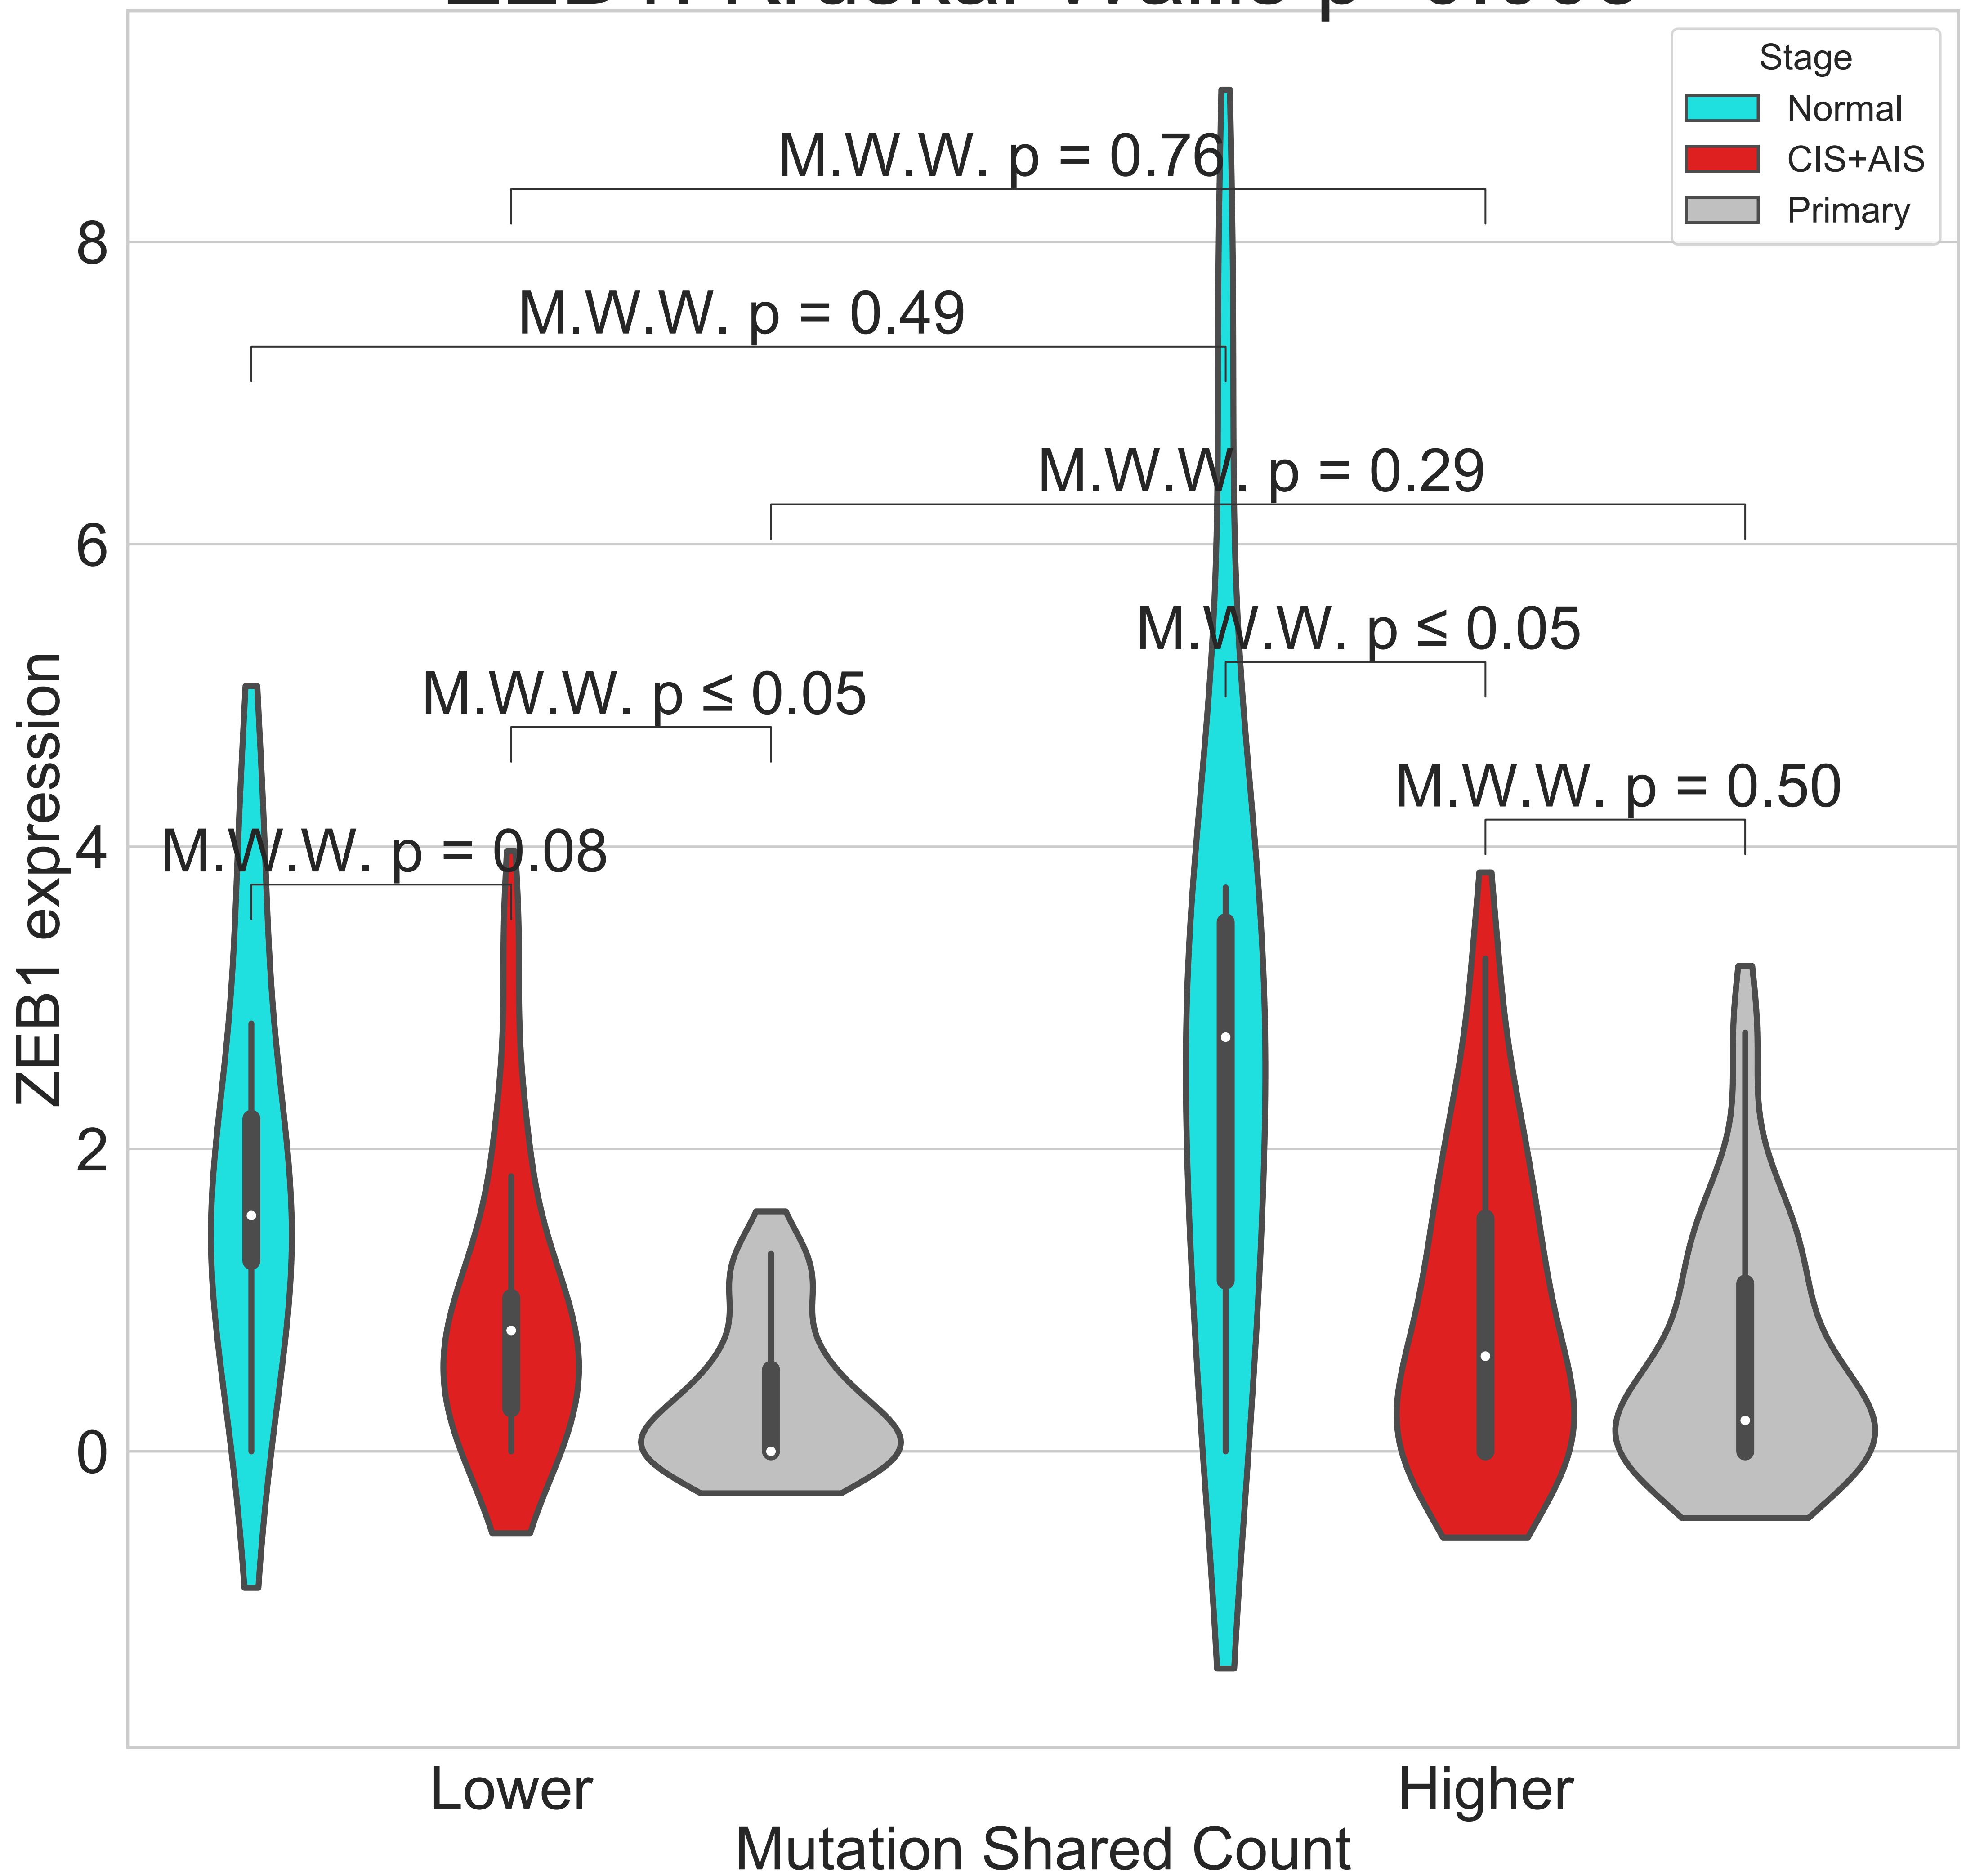 Stage
Normal
CIS+AIS
Primary
M.W.W. p = 0.76
M.W.W. p = 0.49
M.W.W. p = 0.29
M.W.W. p ≤ 0.05
M.W.W. p ≤ 0.05
M.W.W. p = 0.50
M.W.W. p = 0.08
8
6
4
2
0
ZEB1 expression
Lower
Higher
Mutation Shared Count